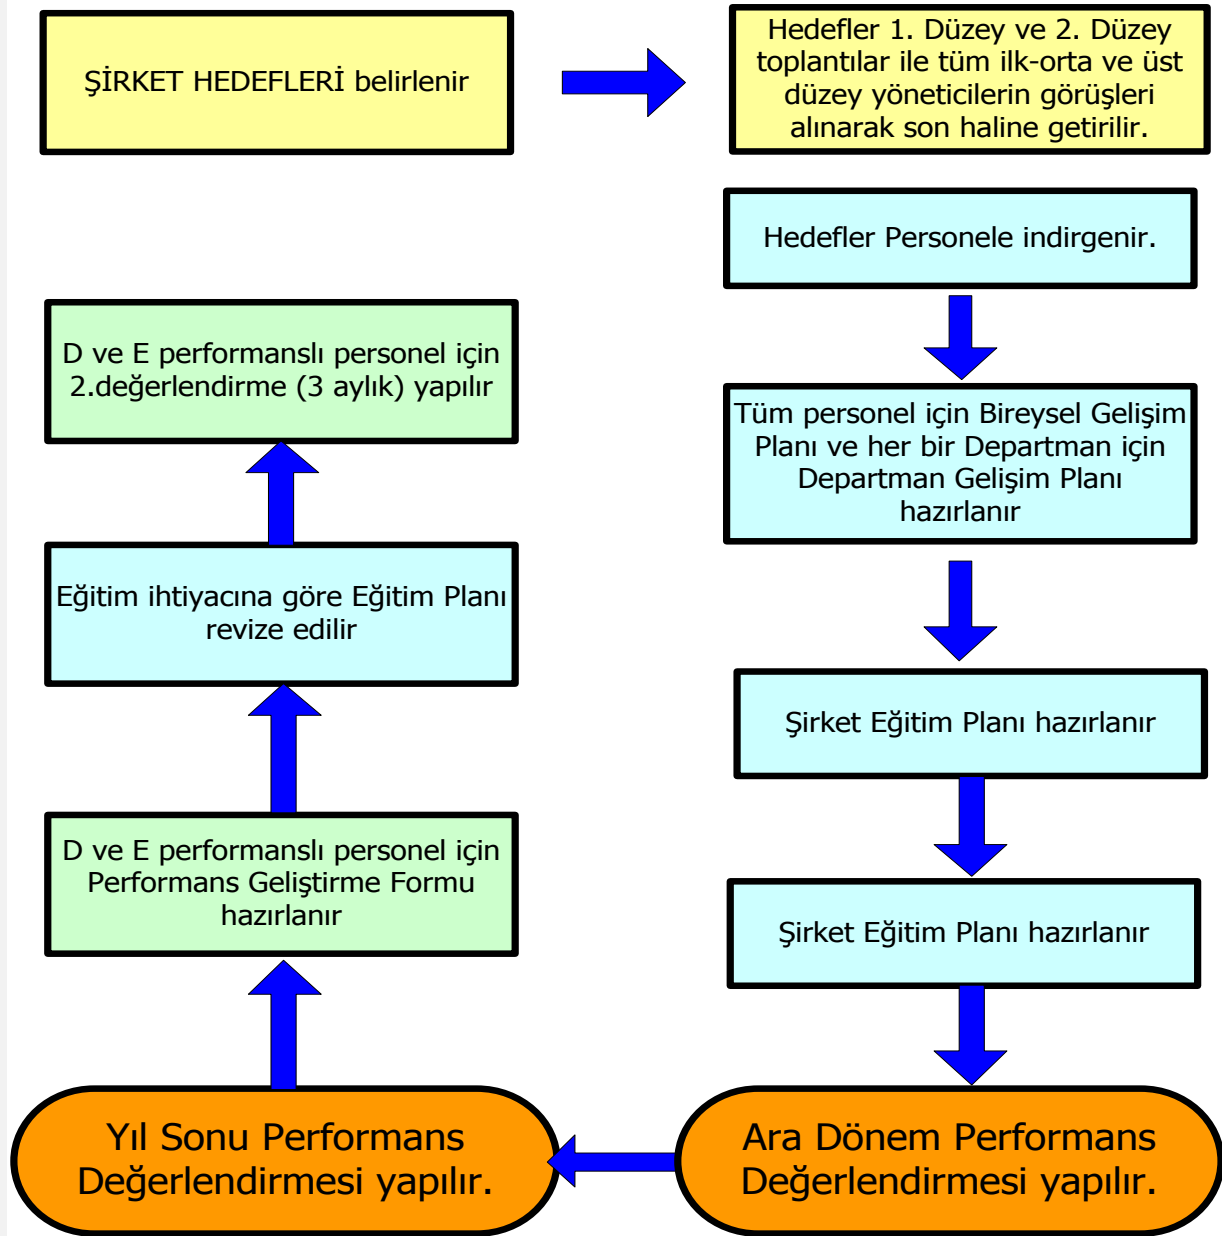 ŞİRKET HEDEFLERİ belirlenir
Hedefler 1. Düzey ve 2. Düzey
toplantılar ile tüm ilk-orta ve üst
düzey yöneticilerin görüşleri
alınarak son haline getirilir.
Hedefler Personele indirgenir.
Tüm personel için Bireysel Gelişim
Planı ve her bir Departman için
Departman Gelişim Planı
hazırlanır
Şirket Eğitim Planı hazırlanır
Şirket Eğitim Planı hazırlanır
Ara Dönem Performans
Değerlendirmesi yapılır.
Yıl Sonu Performans
Değerlendirmesi yapılır.
D ve E performanslı personel için
Performans Geliştirme Formu
hazırlanır
Eğitim ihtiyacına göre Eğitim Planı
revize edilir
D ve E performanslı personel için
2.değerlendirme (3 aylık) yapılır